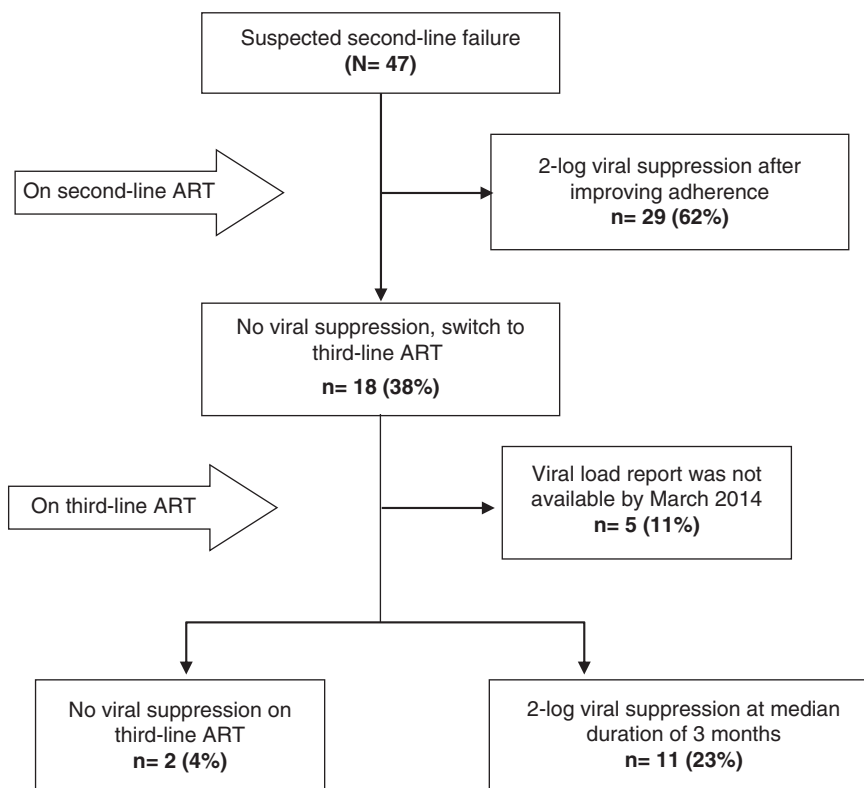 Suspected second-line failure
(N= 47)
On second-line ART
2-log viral suppression after
improving adherence
n= 29 (62%)
No viral suppression, switch to
third-line ART
n= 18 (38%)
On third-line ART
Viral load report was not
available by March 2014
n= 5 (11%)
No viral suppression on
third-line ART
n= 2 (4%)
2-log viral suppression at median
duration of 3 months
n= 11 (23%)